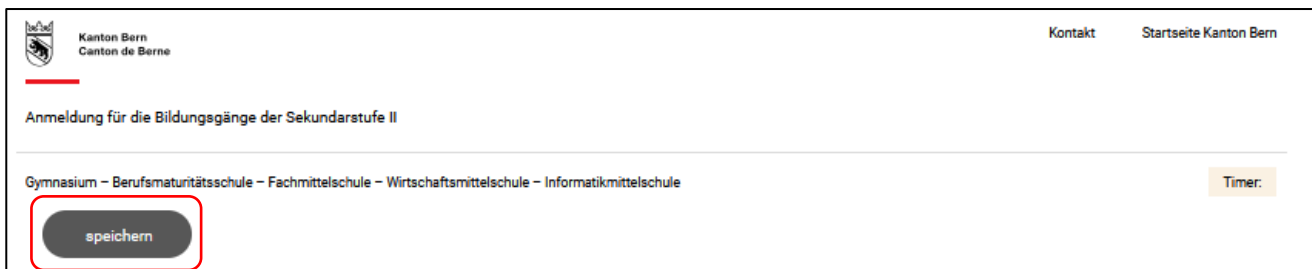 Kanton Bern
Canton de Berne
Kontakt
Startseite Kanton Bern
Anmeldung für die Bildungsgänge der Sekundarstufe II
Gymnasium – Berufsmaturitätsschule – Fachmittelschule – Wirtschaftsmittelschule – Informatikmittelschule
Timer:
speichern